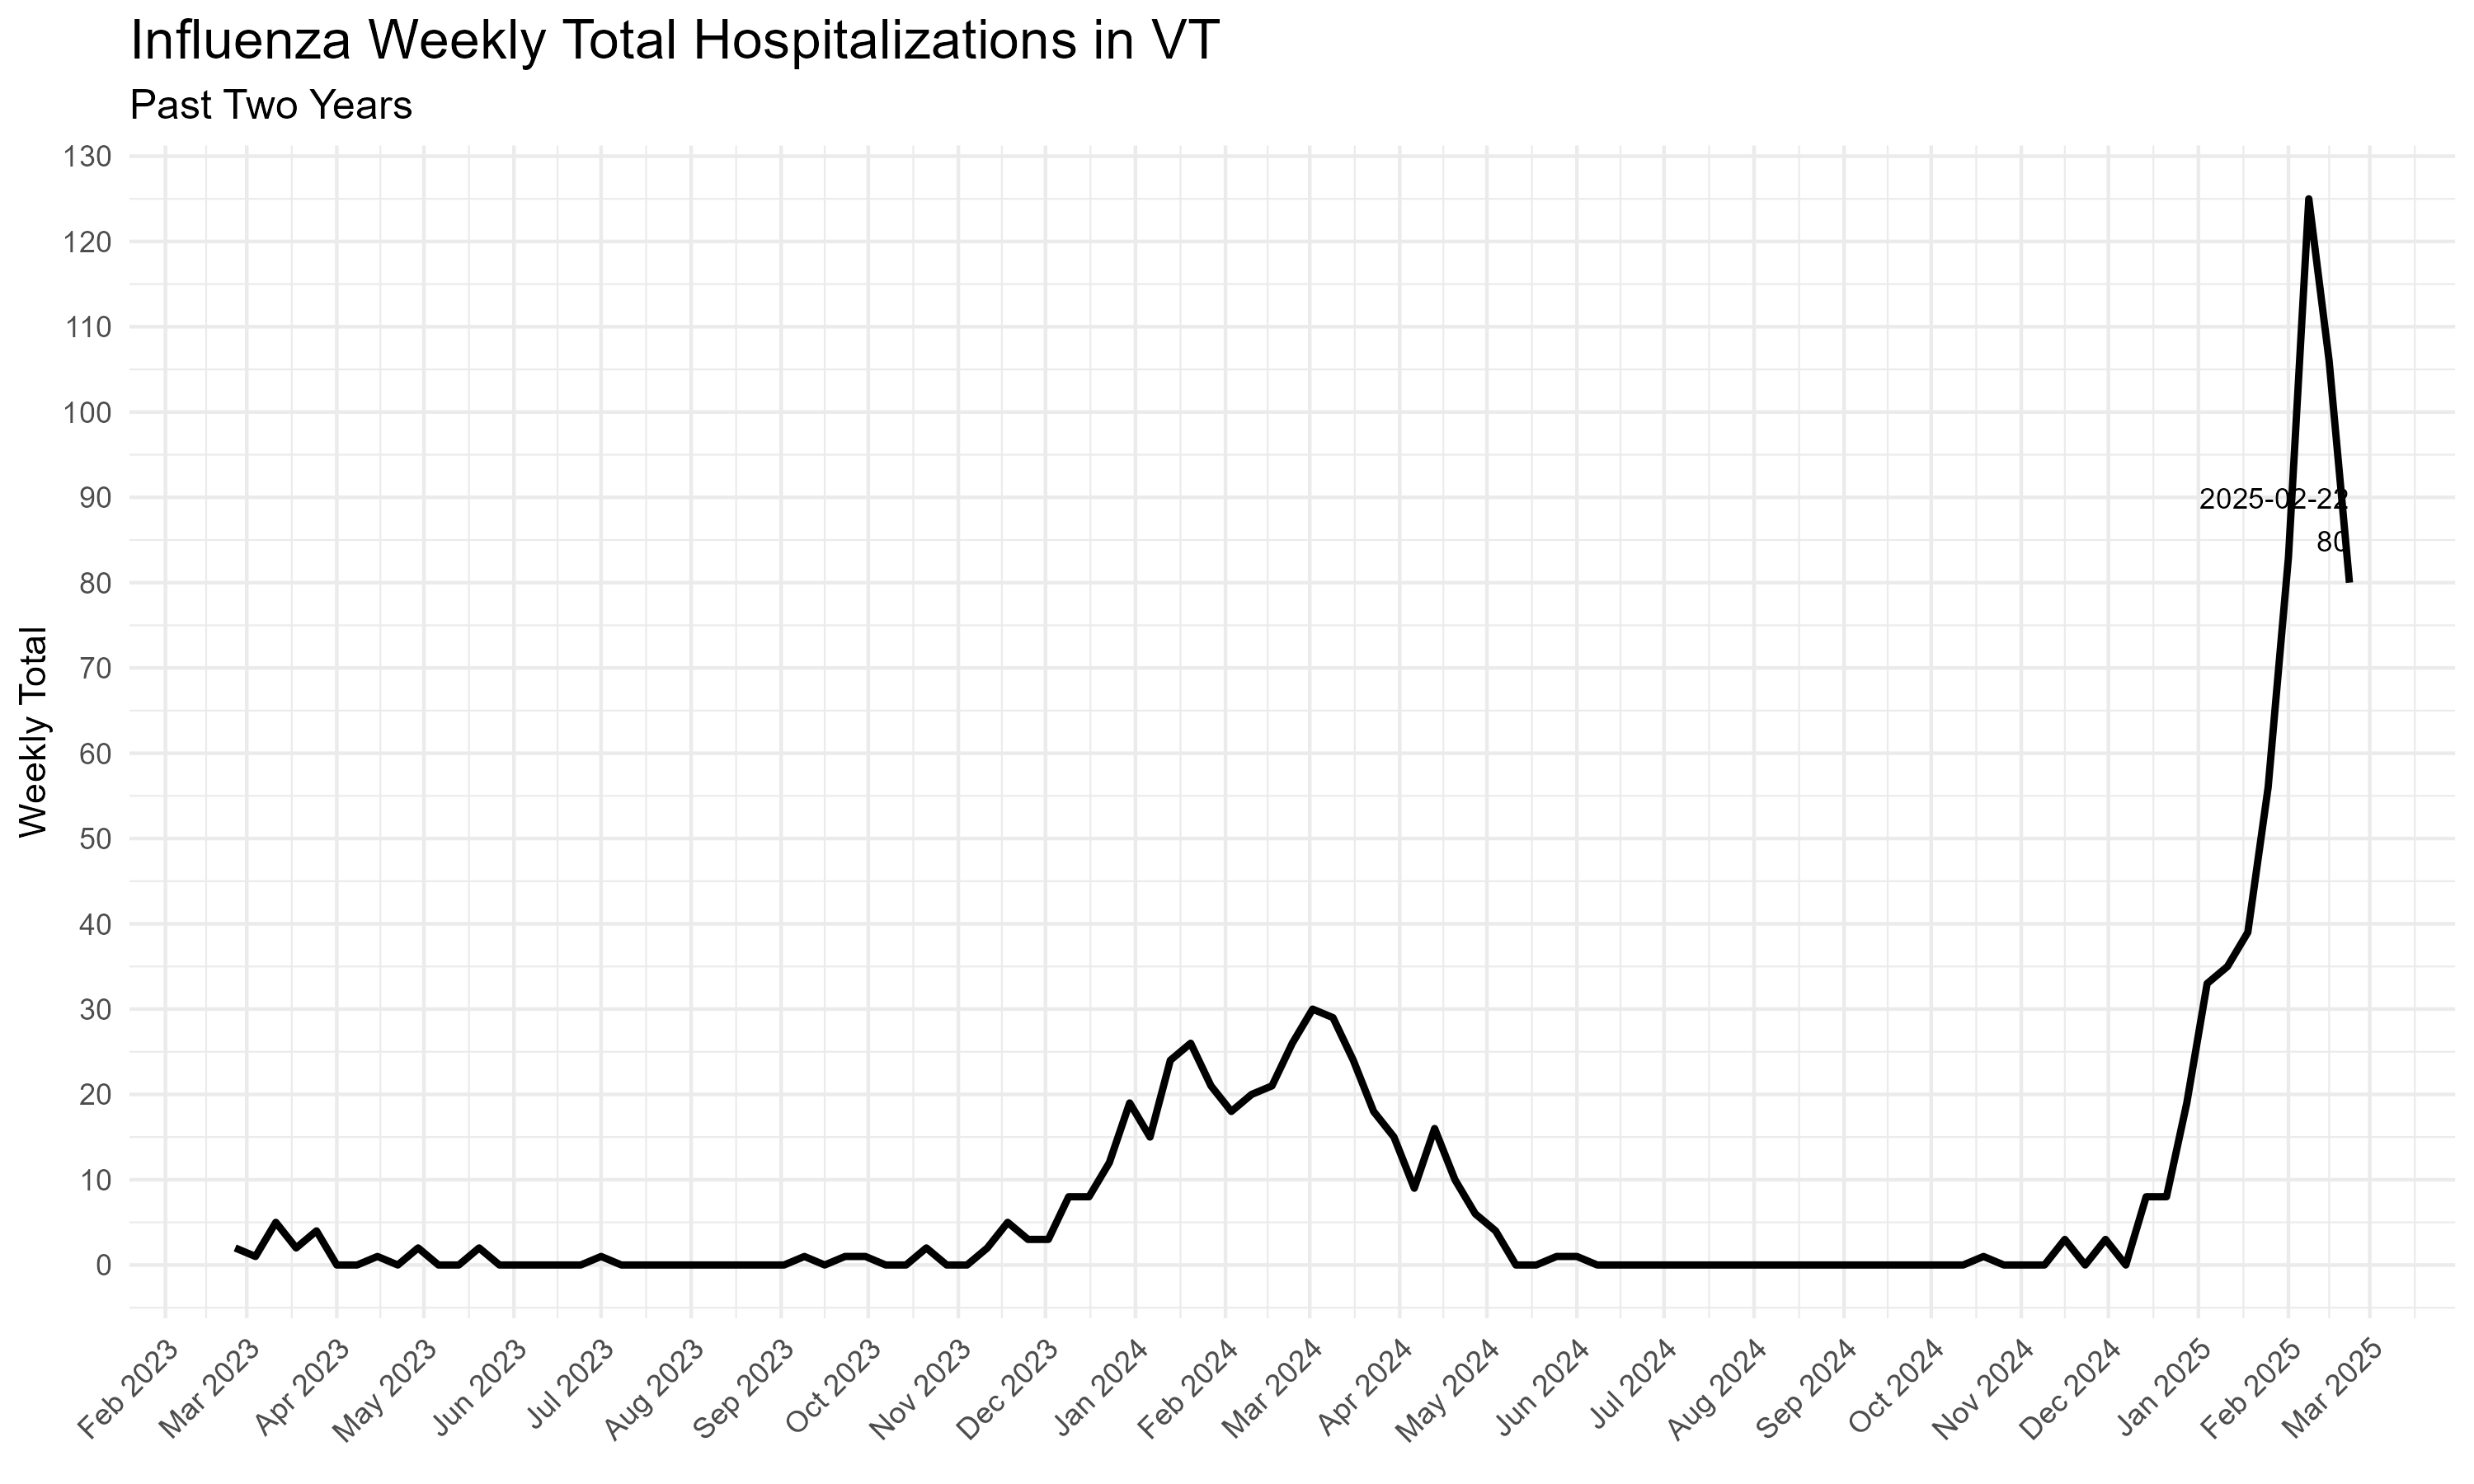 Influenza Weekly Total Hospitalizations in VT
Past Two Years
Weekly Total
130
120
110
100
90
80
70
60
50
40
30
20
10
0
2025-02-22
80
Feb 2023
Mar 2023
Apr 2023
May 2023
Jun 2023
Jul 2023
Aug 2023
Sep 2023
Oct 2023
Nov 2023
Dec 2023
Jan 2024
Feb 2024
Mar 2024
Apr 2024
May 2024
Jun 2024
Jul 2024
Aug 2024
Sep 2024
Oct 2024
Nov 2024
Dec 2024
Jan 2025
Feb 2025
Mar 2025